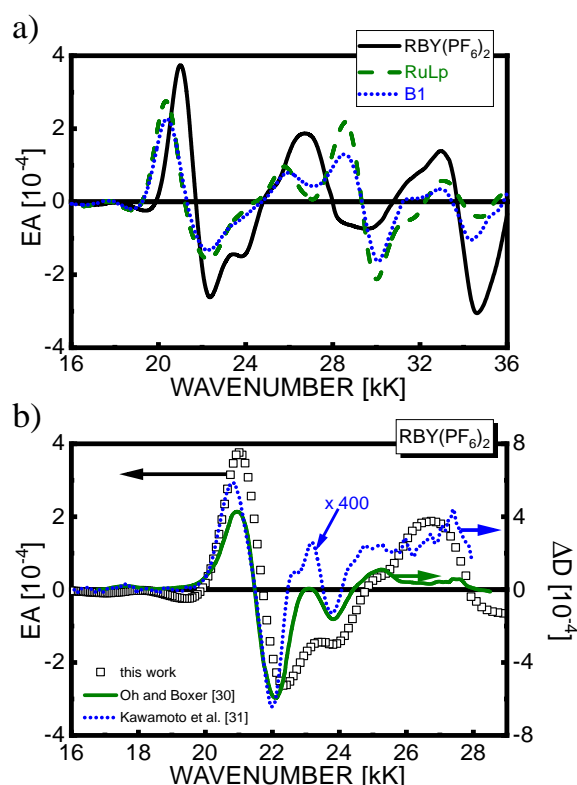 a)
RBY(PF₆)₂
RuLp
B1
EA [10⁻⁴]
4
2
0
-2
-4
16 20 24 28 32 36
WAVENUMBER [kK]
b)
RBY(PF₆)₂
x 400
EA [10⁻⁴]
4
2
0
-2
-4
8
4
0
-4
-8
ΔD [10⁻⁴]
this work
Oh and Boxer [30]
Kawamoto et al. [31]
16 18 20 22 24 26 28
WAVENUMBER [kK]